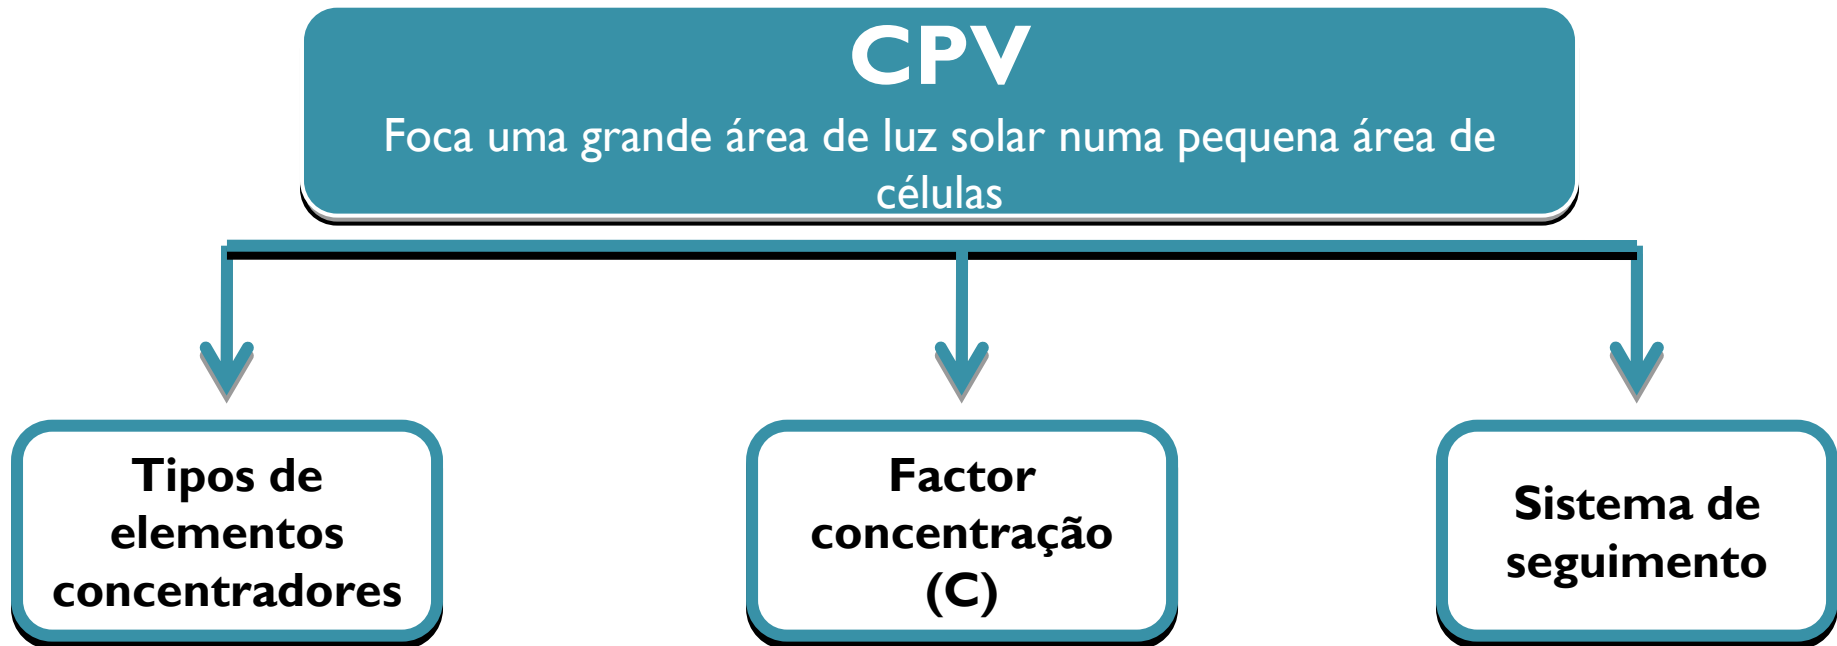 CPV
Foca uma grande área de luz solar numa pequena área de
células
Tipos de
elementos
concentradores
Factor
concentração
(C)
Sistema de
seguimento